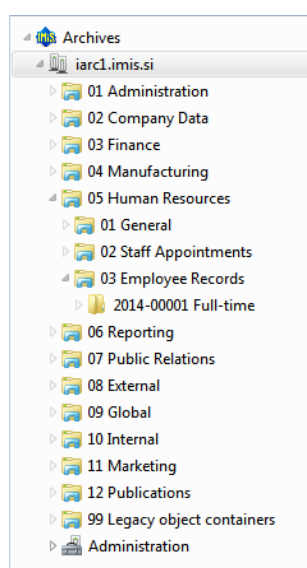 Archives
iarc1.imis.si
01 Administration
02 Company Data
03 Finance
04 Manufacturing
05 Human Resources
01 General
02 Staff Appointments
03 Employee Records
2014-00001 Full-time
06 Reporting
07 Public Relations
08 External
09 Global
10 Internal
11 Marketing
12 Publications
99 Legacy object containers
Administration